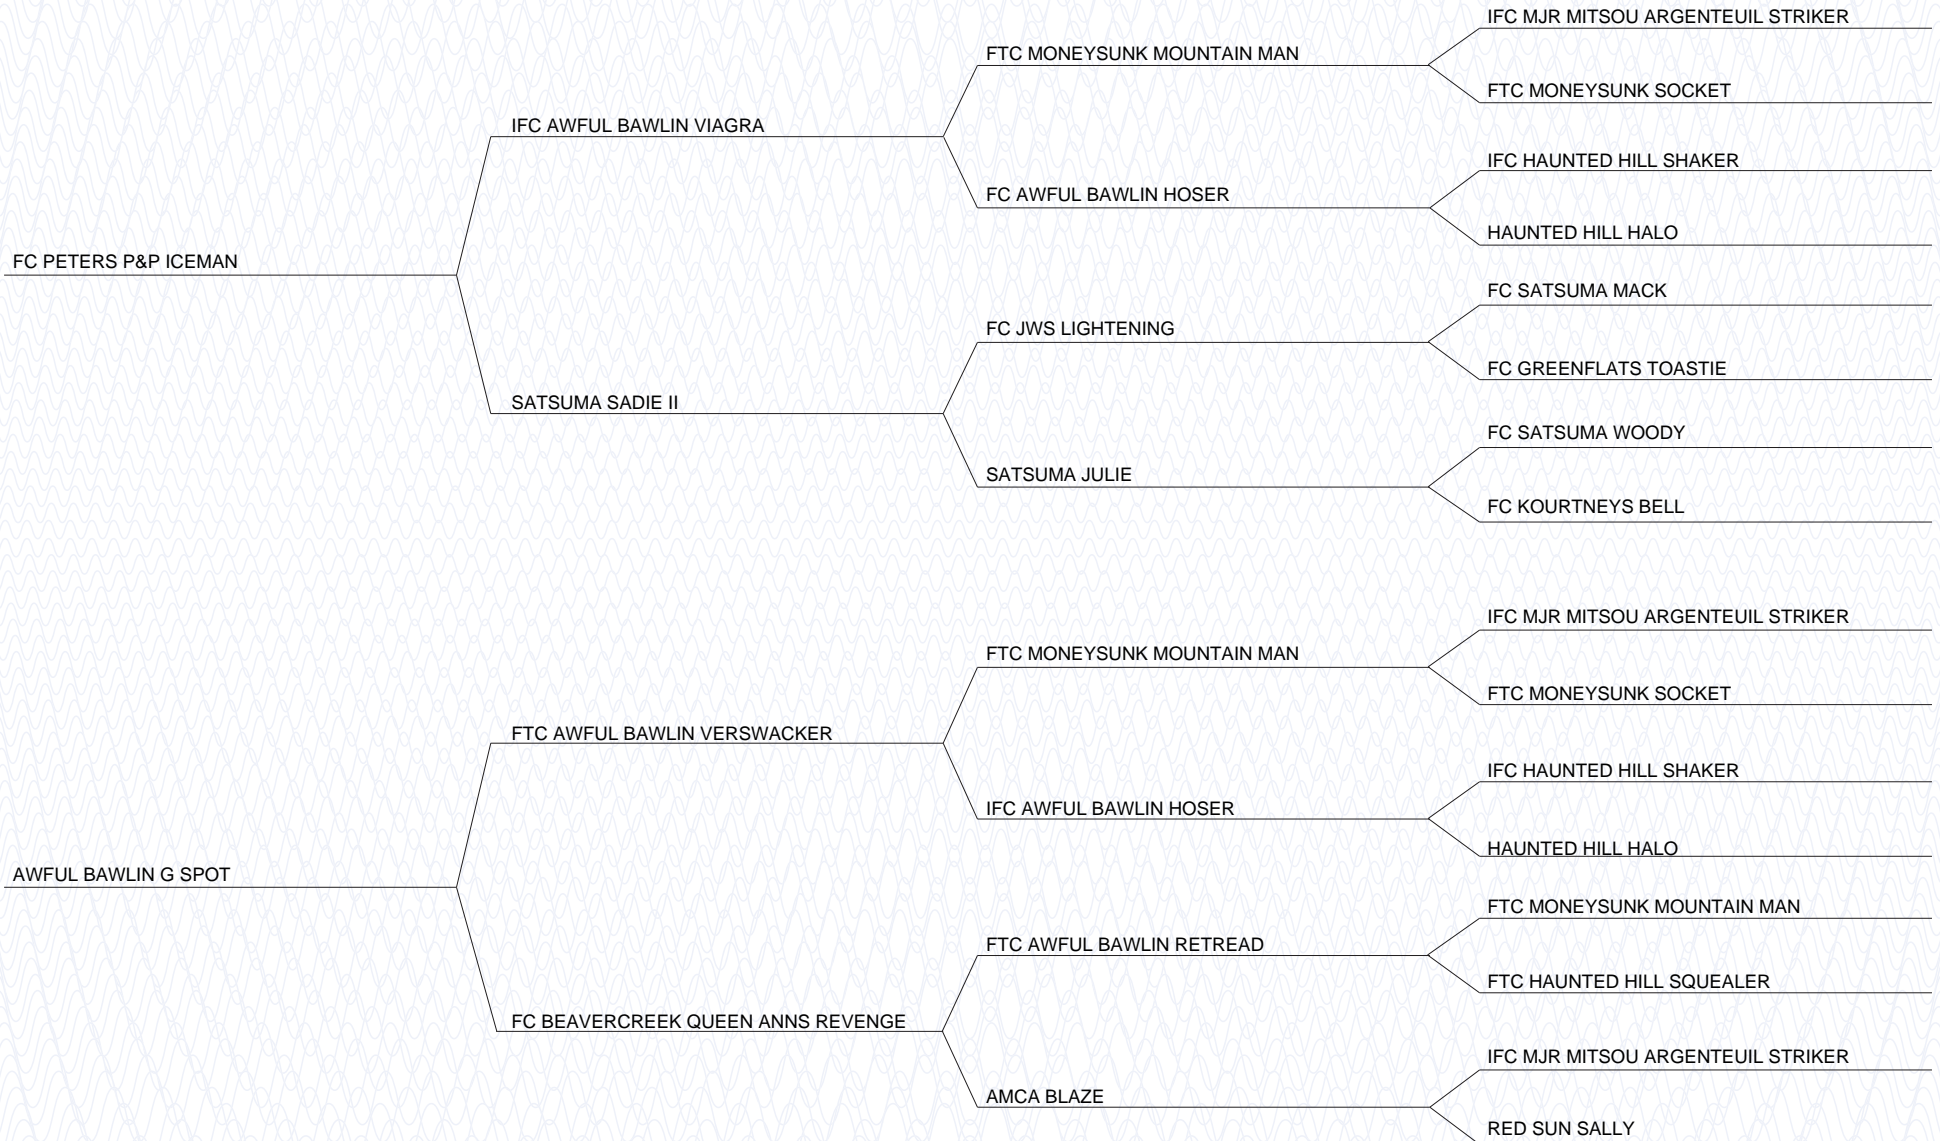 IFC MJR MITSOU ARGENTEUIL STRIKER
FTC MONEYSUNK MOUNTAIN MAN
FTC MONEYSUNK SOCKET
IFC AWFUL BAWLIN VIAGRA
IFC HAUNTED HILL SHAKER
FC AWFUL BAWLIN HOSER
HAUNTED HILL HALO
FC PETERS P&P ICEMAN
FC SATSUMA MACK
FC JWS LIGHTENING
FC GREENFLATS TOASTIE
SATSUMA SADIE II
FC SATSUMA WOODY
SATSUMA JULIE
FC KOURTNEYS BELL
IFC MJR MITSOU ARGENTEUIL STRIKER
FTC MONEYSUNK MOUNTAIN MAN
FTC MONEYSUNK SOCKET
FTC AWFUL BAWLIN VERSWACKER
IFC HAUNTED HILL SHAKER
IFC AWFUL BAWLIN HOSER
HAUNTED HILL HALO
AWFUL BAWLIN G SPOT
FTC MONEYSUNK MOUNTAIN MAN
FTC AWFUL BAWLIN RETREAD
FTC HAUNTED HILL SQUEALER
FC BEAVERCREEK QUEEN ANNS REVENGE
IFC MJR MITSOU ARGENTEUIL STRIKER
AMCA BLAZE
RED SUN SALLY